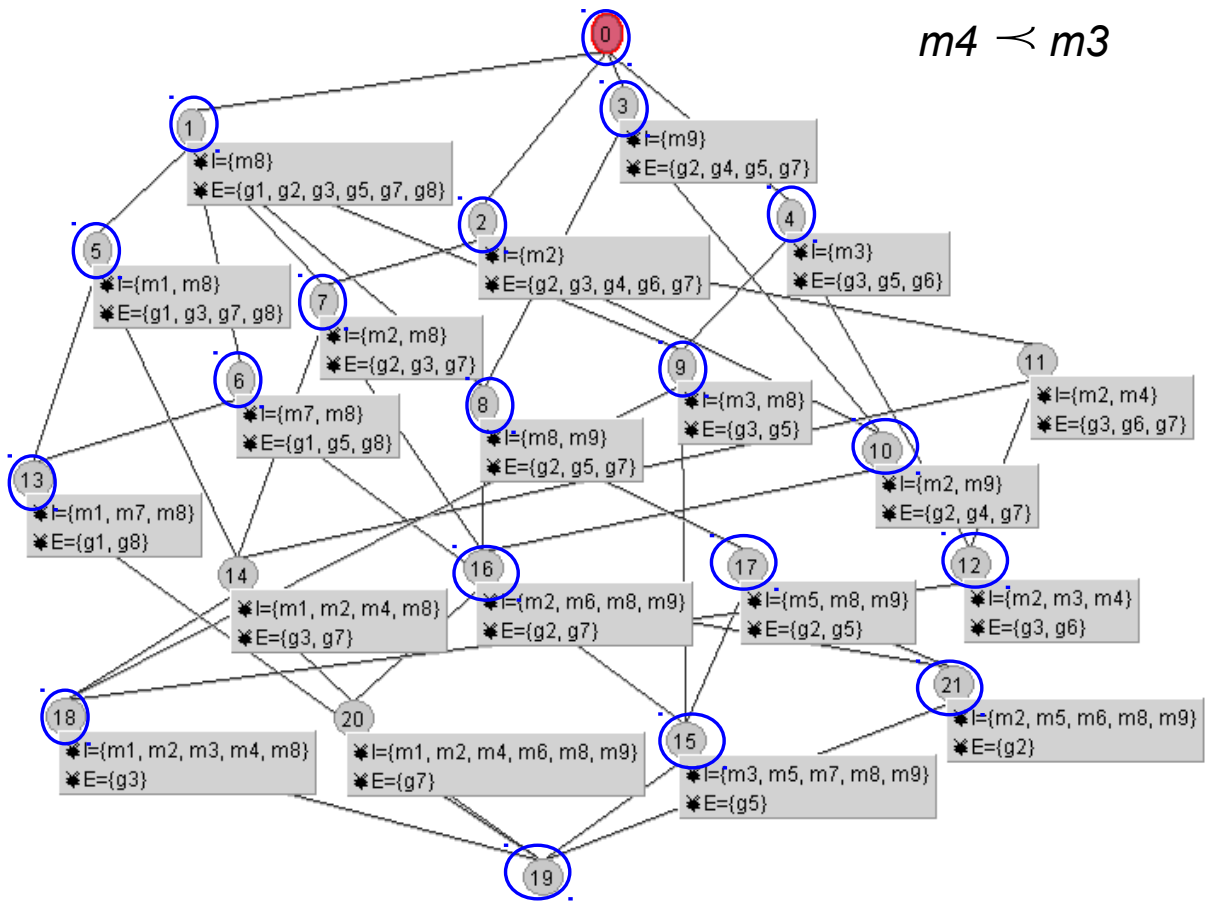 0
m4 ≺ m3
3
1
I={m9}
E={g2, g4, g5, g7}
I={m8}
E={g1, g2, g3, g5, g7, g8}
2
4
5
I={m2}
E={g2, g3, g4, g6, g7}
I={m3}
E={g3, g5, g6}
I={m1, m8}
E={g1, g3, g7, g8}
7
I={m2, m8}
E={g2, g3, g7}
9
11
6
8
I={m3, m8}
E={g3, g5}
I={m2, m4}
E={g3, g6, g7}
I={m7, m8}
E={g1, g5, g8}
I={m8, m9}
E={g2, g5, g7}
10
I={m2, m9}
E={g2, g4, g7}
13
I={m1, m7, m8}
E={g1, g8}
14
16
17
12
I={m1, m2, m4, m8}
E={g3, g7}
I={m2, m6, m8, m9}
E={g2, g7}
I={m5, m8, m9}
E={g2, g5}
I={m2, m3, m4}
E={g3, g6}
18
20
15
21
I={m1, m2, m3, m4, m8}
E={g3}
I={m1, m2, m4, m6, m8, m9}
E={g7}
I={m3, m5, m7, m8, m9}
E={g5}
I={m2, m5, m6, m8, m9}
E={g2}
19